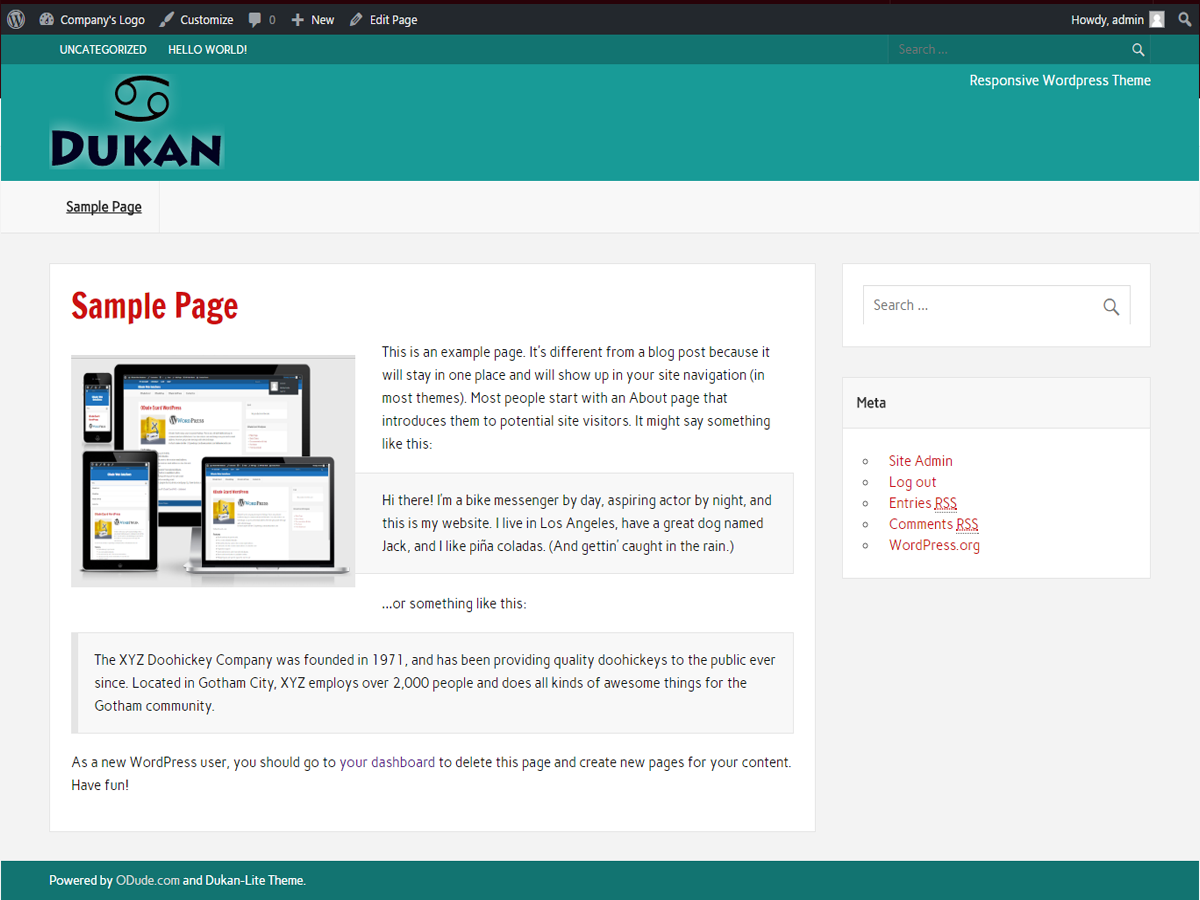 Company's Logo Customize 0 New Edit Page Howdy, admin
UNCATEGORIZED HELLO WORLD! Search ...
Responsive Wordpress Theme
DUKAN
Sample Page
Sample Page
This is an example page. It's different from a blog post because it
will stay in one place and will show up in your site navigation (in
most themes). Most people start with an About page that
introduces them to potential site visitors. It might say something
like this:
Hi there! I'm a bike messenger by day, aspiring actor by night, and
this is my website. I live in Los Angeles, have a great dog named
Jack, and I like piña coladas. (And gettin' caught in the rain.)
...or something like this:
The XYZ Doohickey Company was founded in 1971, and has been providing quality doohickeys to the public ever
since. Located in Gotham City, XYZ employs over 2,000 people and does all kinds of awesome things for the
Gotham community.
As a new WordPress user, you should go to your dashboard to delete this page and create new pages for your content.
Have fun!
Search ...
Meta
Site Admin
Log out
Entries RSS
Comments RSS
WordPress.org
Powered by ODude.com and Dukan-Lite Theme.